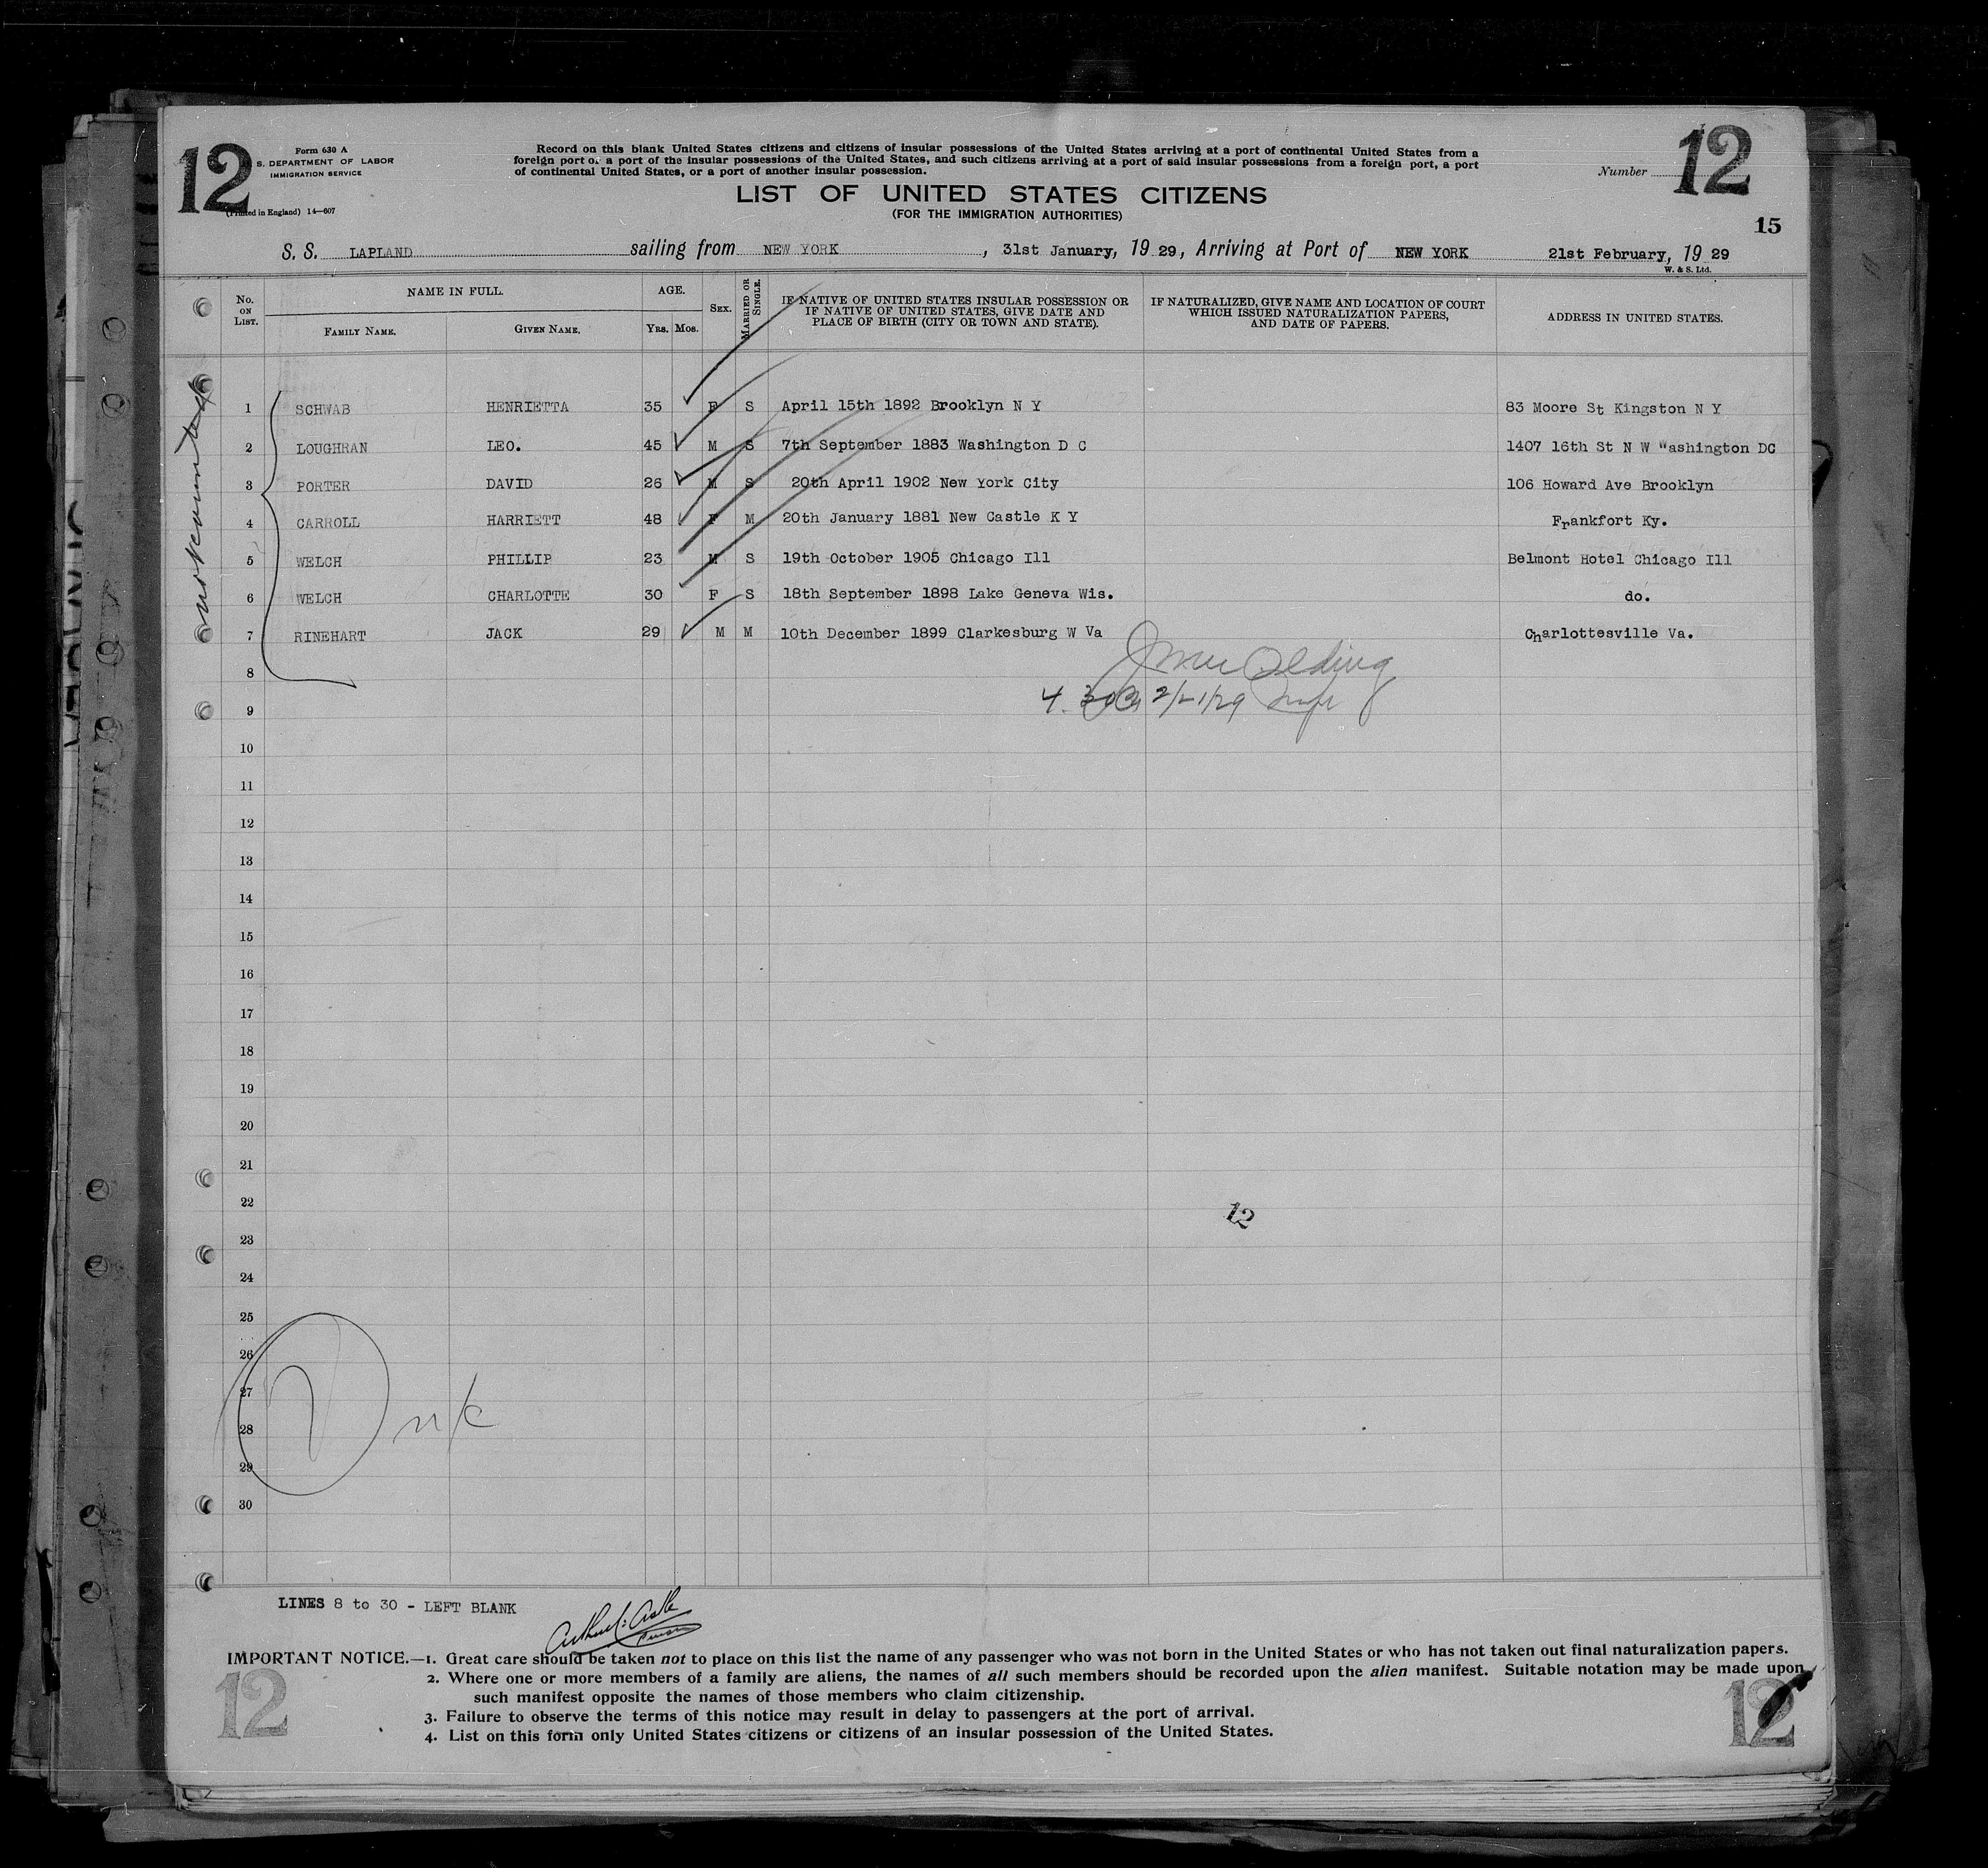 12
Form 630 A
S. DEPARTMENT OF LABOR
IMMIGRATION SERVICE
(Printed in England) 14—607
Record on this blank United States citizens and citizens of insular possessions of the United States arriving at a port of continental United States from a
foreign port or a port of the insular possessions of the United States, and such citizens arriving at a port of said insular possessions from a foreign port, a port
of continental United States, or a port of another insular possession.
LIST OF UNITED STATES CITIZENS
(FOR THE IMMIGRATION AUTHORITIES)
Number
12
15
S. S. LAPLAND sailing from NEW YORK, 31st January, 19 29, Arriving at Port of NEW YORK 21st February, 19 29
W. & S. Ltd.
No. ON LIST.
NAME IN FULL.
FAMILY NAME.
GIVEN NAME.
AGE.
YRS. MOS.
SEX.
MARRIED OR SINGLE.
IF NATIVE OF UNITED STATES INSULAR POSSESSION OR
IF NATIVE OF UNITED STATES, GIVE DATE AND
PLACE OF BIRTH (CITY OR TOWN AND STATE).
IF NATURALIZED, GIVE NAME AND LOCATION OF COURT
WHICH ISSUED NATURALIZATION PAPERS,
AND DATE OF PAPERS.
ADDRESS IN UNITED STATES.
1 SCHWAB HENRIETTA 35 F S April 15th 1892 Brooklyn N Y 83 Moore St Kingston N Y
2 LOUGHRAN LEO. 45 M S 7th September 1883 Washington D C 1407 16th St N W Washington DC
3 PORTER DAVID 26 M S 20th April 1902 New York City 106 Howard Ave Brooklyn
4 CARROLL HARRIETT 48 F M 20th January 1881 New Castle K Y Frankfort Ky.
5 WELCH PHILLIP 23 M S 19th October 1905 Chicago Ill Belmont Hotel Chicago Ill
6 WELCH CHARLOTTE 30 F S 18th September 1898 Lake Geneva Wis. do.
7 RINEHART JACK 29 M M 10th December 1899 Clarkesburg W Va Charlottesville Va.
8
2/21/29
9
10
11
12
13
14
15
16
17
18
19
20
21
22
12
23
24
25
26
27
28
29
30
LINES 8 to 30 - LEFT BLANK
IMPORTANT NOTICE.—1. Great care should be taken not to place on this list the name of any passenger who was not born in the United States or who has not taken out final naturalization papers.
2. Where one or more members of a family are aliens, the names of all such members should be recorded upon the alien manifest. Suitable notation may be made upon
such manifest opposite the names of those members who claim citizenship.
3. Failure to observe the terms of this notice may result in delay to passengers at the port of arrival.
4. List on this form only United States citizens or citizens of an insular possession of the United States.
12
12